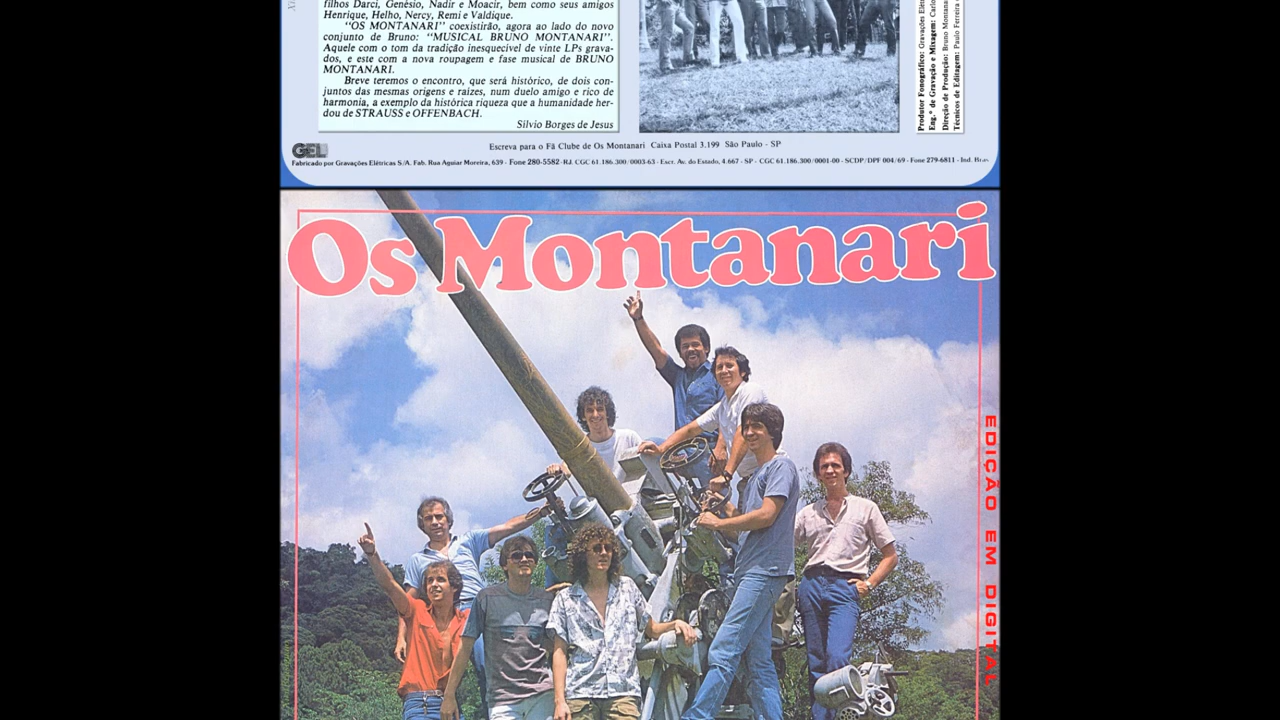 filhos Darci, Genésio, Nadir e Moacir, bem como seus amigos
Henrique, Helho, Nercy, Remi e Valdique.
"OS MONTANARI" coexistirão, agora ao lado do novo
conjunto de Bruno: "MUSICAL BRUNO MONTANARI".
Aquele com o tom da tradição inesquecível de vinte LPs grava-
dos, e este com a nova roupagem e fase musical de BRUNO
MONTANARI.
Breve teremos o encontro, que será histórico, de dois con-
juntos das mesmas origens e raízes, num duelo amigo e rico de
harmonia, a exemplo da histórica riqueza que a humanidade her-
dou de STRAUSS e OFFENBACH.
Silvio Borges de Jesus
Produtor Fonográfico: Gravações
Eng.º de Gravação e Mixagem: Carlo
Direção de Produção: Bruno Montana
Técnicos de Editagem: Paulo Ferreira
GEL
Escreva para o Fã Clube de Os Montanari Caixa Postal 3.199 São Paulo - SP
Fabricado por Gravações Elétricas S/A. Fab. Rua Aguiar Moreira, 639 - Fone 280-5582 - RJ. CGC 61.186.300/0003-63 - Escr. Av. do Estado, 4.667 - SP - CGC 61.186.300/0001-00 - SCDP/DPF 004/69 - Fone 279-6811 - Ind. Bras
Os Montanari
EDIÇÃO EM DIGITAL